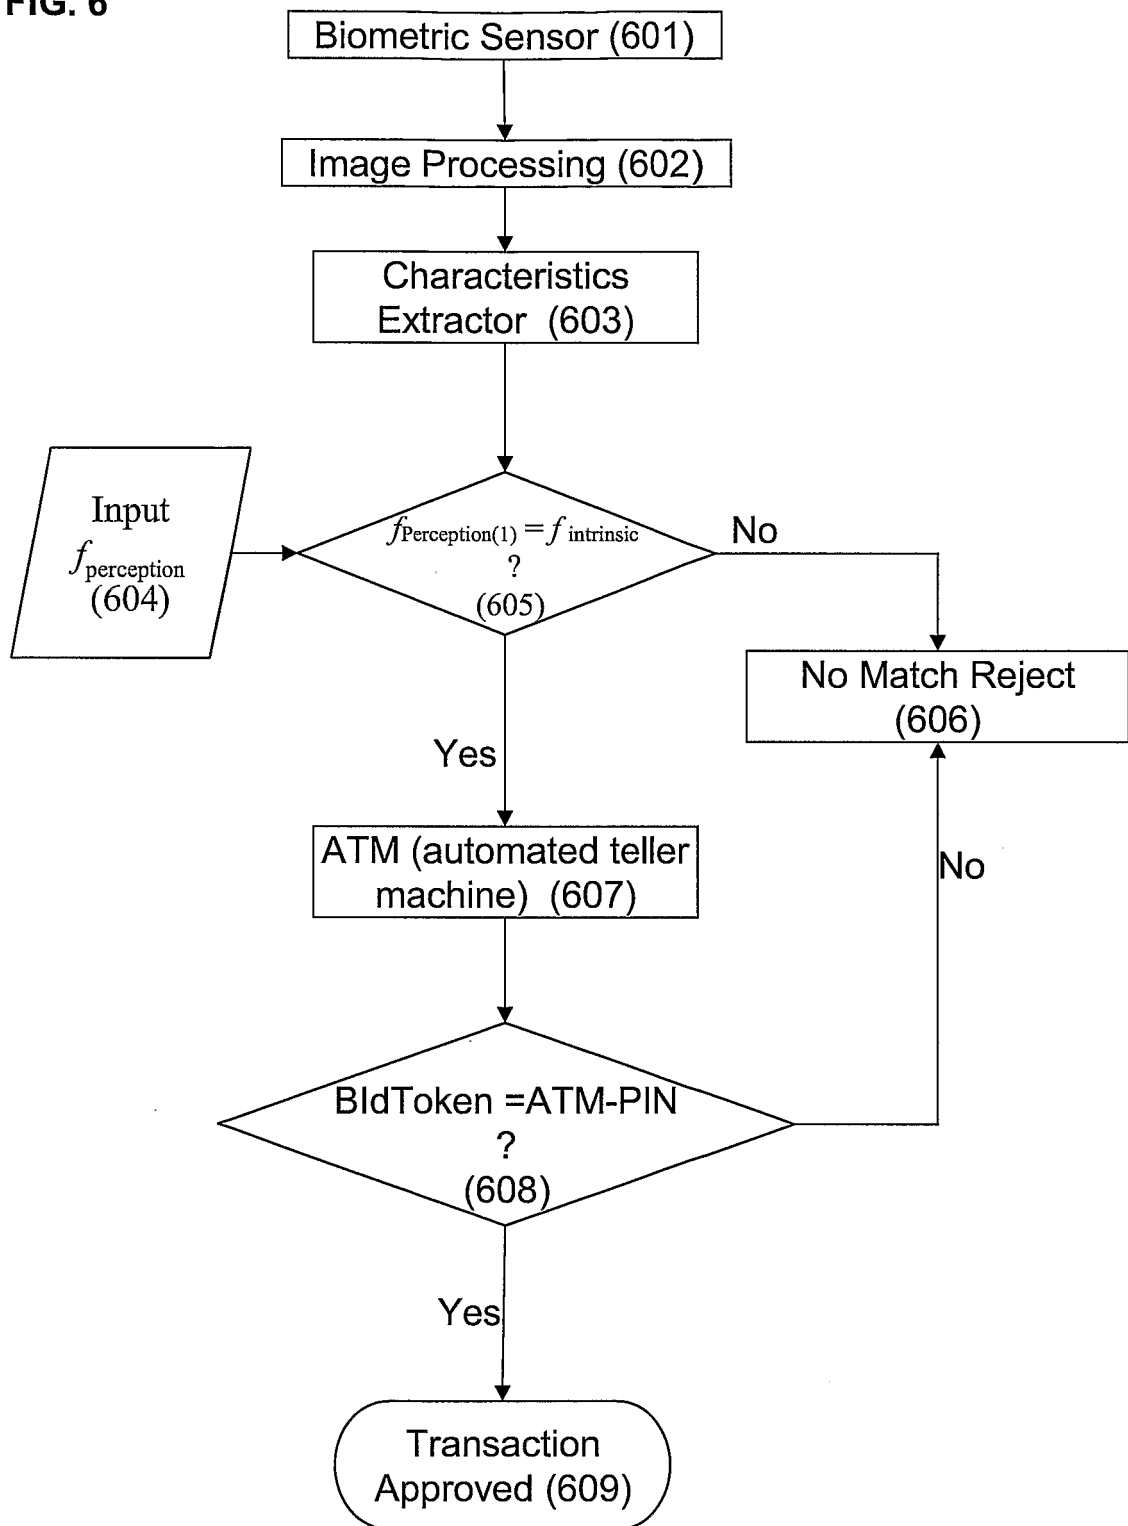 FIG. 6
Biometric Sensor (601)
Image Processing (602)
Characteristics
Extractor (603)
Input
fperception
(604)
fPerception(1) = f intrinsic
?
(605)
No
No Match Reject
(606)
Yes
ATM (automated teller
machine) (607)
No
BIdToken =ATM-PIN
?
(608)
Yes
Transaction
Approved (609)